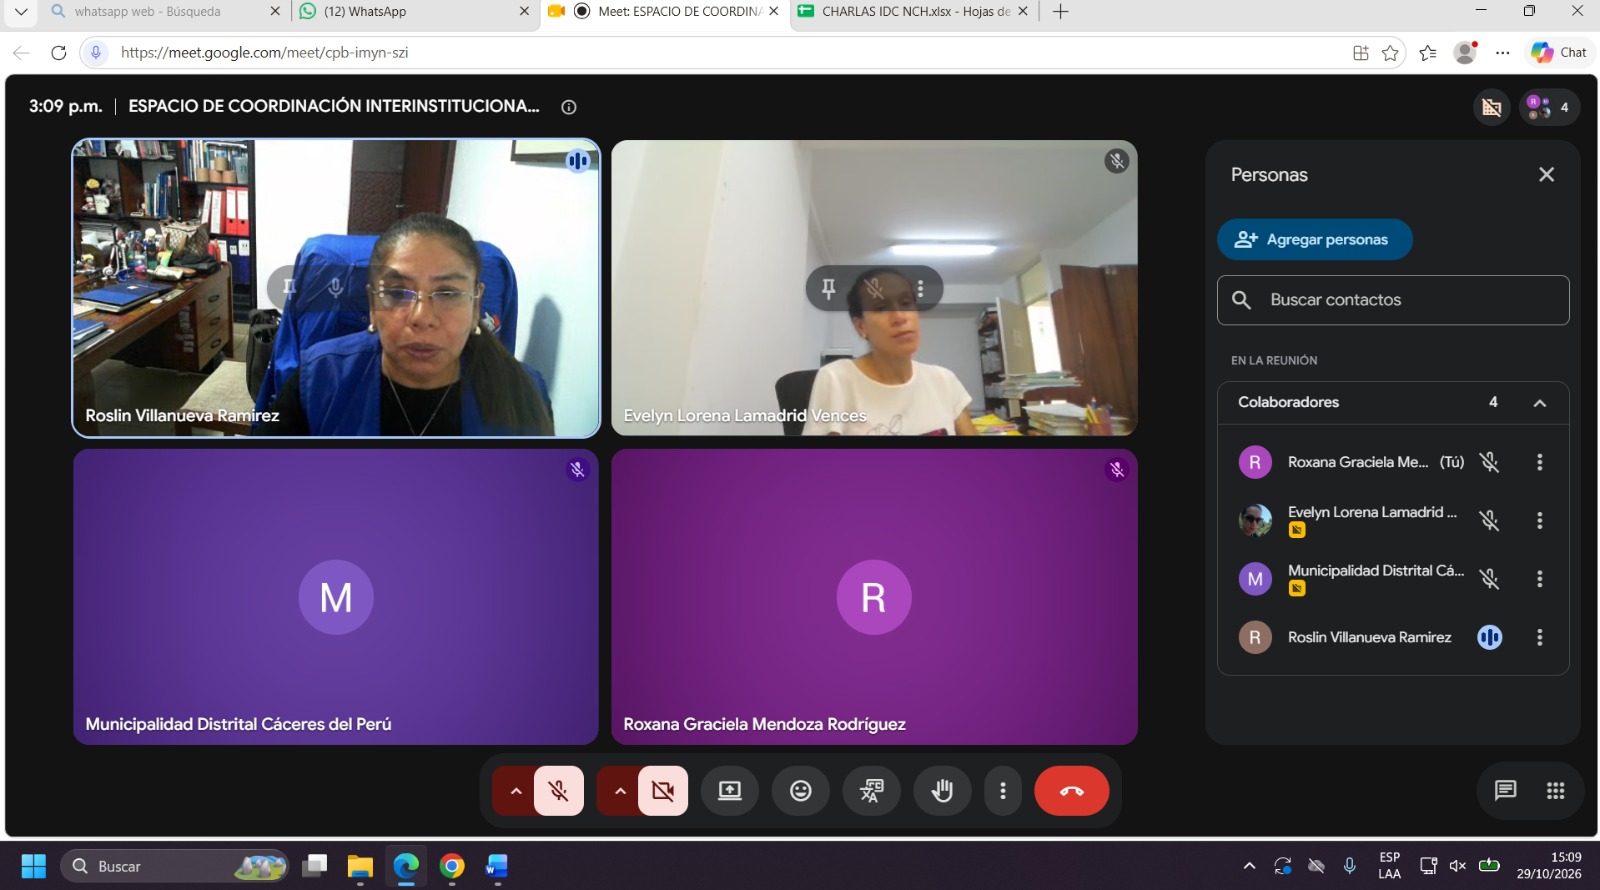 whatsapp web - Búsqueda
(12) WhatsApp
Meet: ESPACIO DE COORDINA
CHARLAS IDC NCH.xlsx - Hojas de
https://meet.google.com/meet/cpb-imyn-szi
Chat
3:09 p.m. | ESPACIO DE COORDINACIÓN INTERINSTITUCIONA...
4
Roslin Villanueva Ramirez
Evelyn Lorena Lamadrid Vences
M
Municipalidad Distrital Cáceres del Perú
R
Roxana Graciela Mendoza Rodríguez
Personas
Agregar personas
Buscar contactos
EN LA REUNIÓN
Colaboradores 4
R Roxana Graciela Me... (Tú)
Evelyn Lorena Lamadrid ...
M Municipalidad Distrital Cá...
R Roslin Villanueva Ramirez
Buscar
ESP
LAA
15:09
29/10/2026